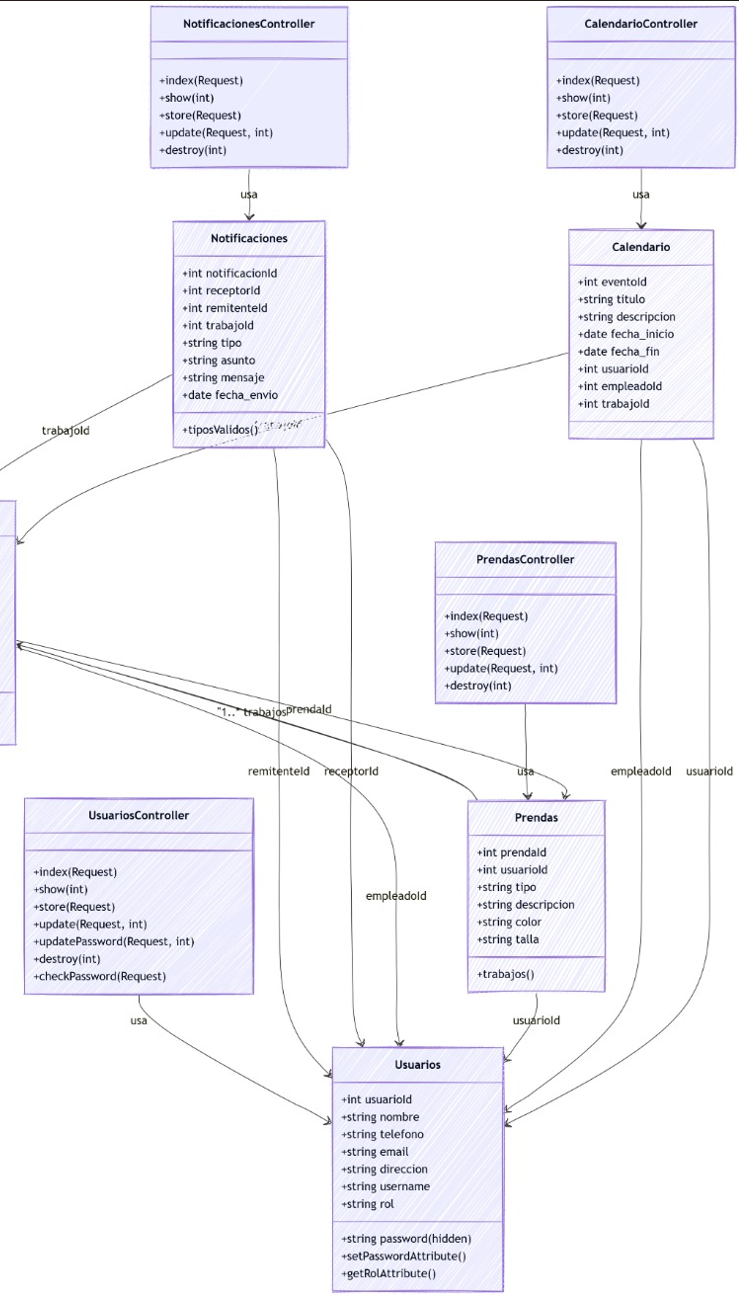 NotificacionesController
+index(Request)
+show(int)
+store(Request)
+update(Request, int)
+destroy(int)
CalendarioController
+index(Request)
+show(int)
+store(Request)
+update(Request, int)
+destroy(int)
usa
usa
Notificaciones
+int notificacionId
+int receptorId
+int remitenteId
+int trabajoId
+string tipo
+string asunto
+string mensaje
+date fecha_envio
+tiposValidos()
Calendario
+int eventoId
+string titulo
+string descripcion
+date fecha_inicio
+date fecha_fin
+int usuarioId
+int empleadoId
+int trabajoId
trabajoId
PrendasController
+index(Request)
+show(int)
+store(Request)
+update(Request, int)
+destroy(int)
"1.." trabajos
prendaId
remitenteId
receptorId
usa
empleadoId
usuarioId
UsuariosController
+index(Request)
+show(int)
+store(Request)
+update(Request, int)
+updatePassword(Request, int)
+destroy(int)
+checkPassword(Request)
Prendas
+int prendaId
+int usuarioId
+string tipo
+string descripcion
+string color
+string talla
+trabajos()
empleadoId
usa
usuarioId
Usuarios
+int usuarioId
+string nombre
+string telefono
+string email
+string direccion
+string username
+string rol
+string password(hidden)
+setPasswordAttribute()
+getRolAttribute()